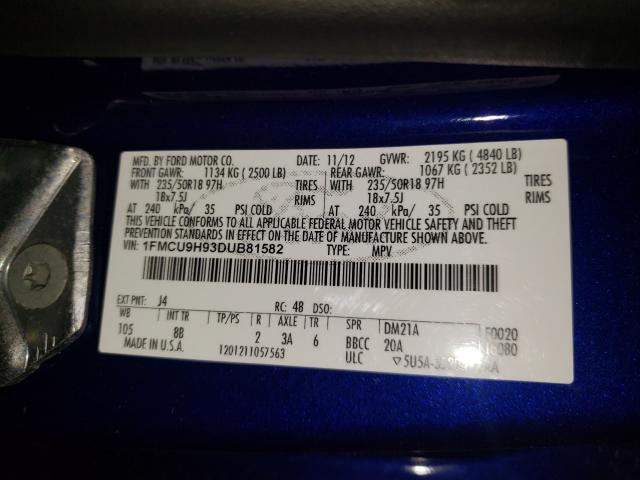 MFD. BY FORD MOTOR CO. DATE: 11/12 GVWR: 2195 KG ( 4840 LB)
FRONT GAWR: 1134 KG ( 2500 LB) REAR GAWR: 1067 KG ( 2352 LB)
WITH 235/50R18 97H TIRES WITH 235/50R18 97H TIRES
18x7.5J RIMS 18x7.5J RIMS
AT 240 kPa/ 35 PSI COLD AT 240 kPa/ 35 PSI COLD
THIS VEHICLE CONFORMS TO ALL APPLICABLE FEDERAL MOTOR VEHICLE SAFETY AND THEFT
PREVENTION STANDARDS IN EFFECT ON THE DATE OF MANUFACTURE SHOWN ABOVE.
VIN: 1FMCU9H93DUB81582 TYPE: MPV
EXT PNT: J4 RC: 48 DSO:
WB INT TR TP/PS R AXLE TR SPR DM21A F0020
105 8B 2 3A 6 BBCC 20A
MADE IN U.S.A. 1201211057563 ULC